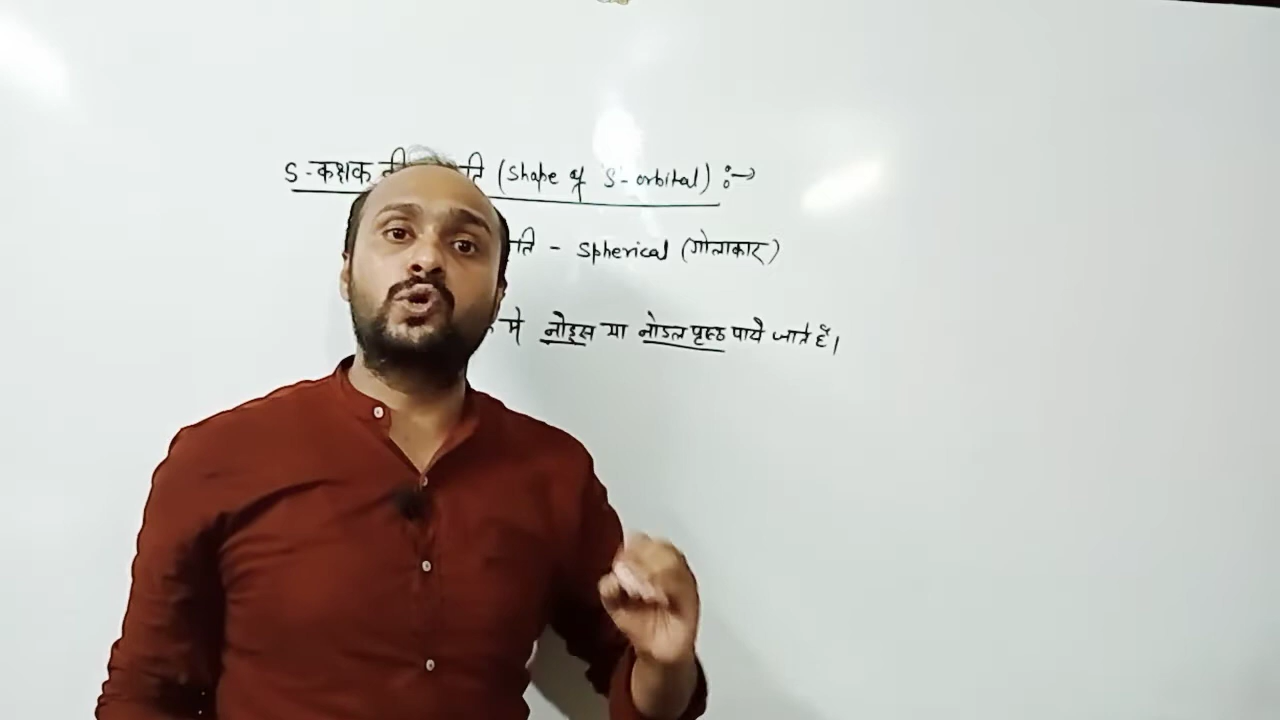 S-कक्षक (Shape of 'S'-orbital) :→
- Spherical (गोलाकार)
में नोड्स या नोडल पृष्ठ पाये जाते हैं।